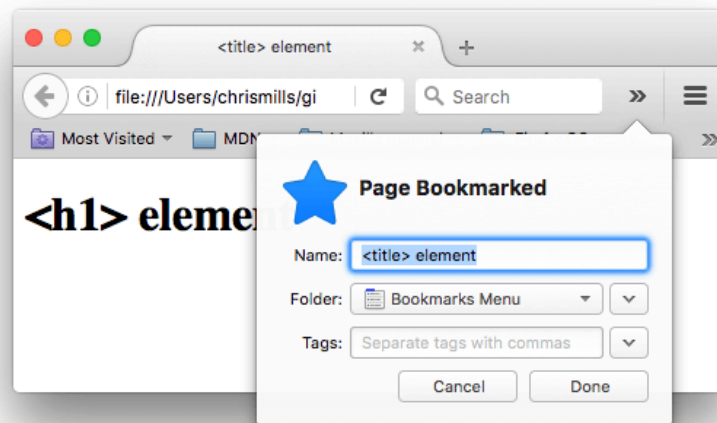 <title> element
file:///Users/chrismills/gi
Search
Most Visited
MDN
<h1> elemen
Page Bookmarked
Name: <title> element
Folder: Bookmarks Menu
Tags: Separate tags with commas
Cancel Done